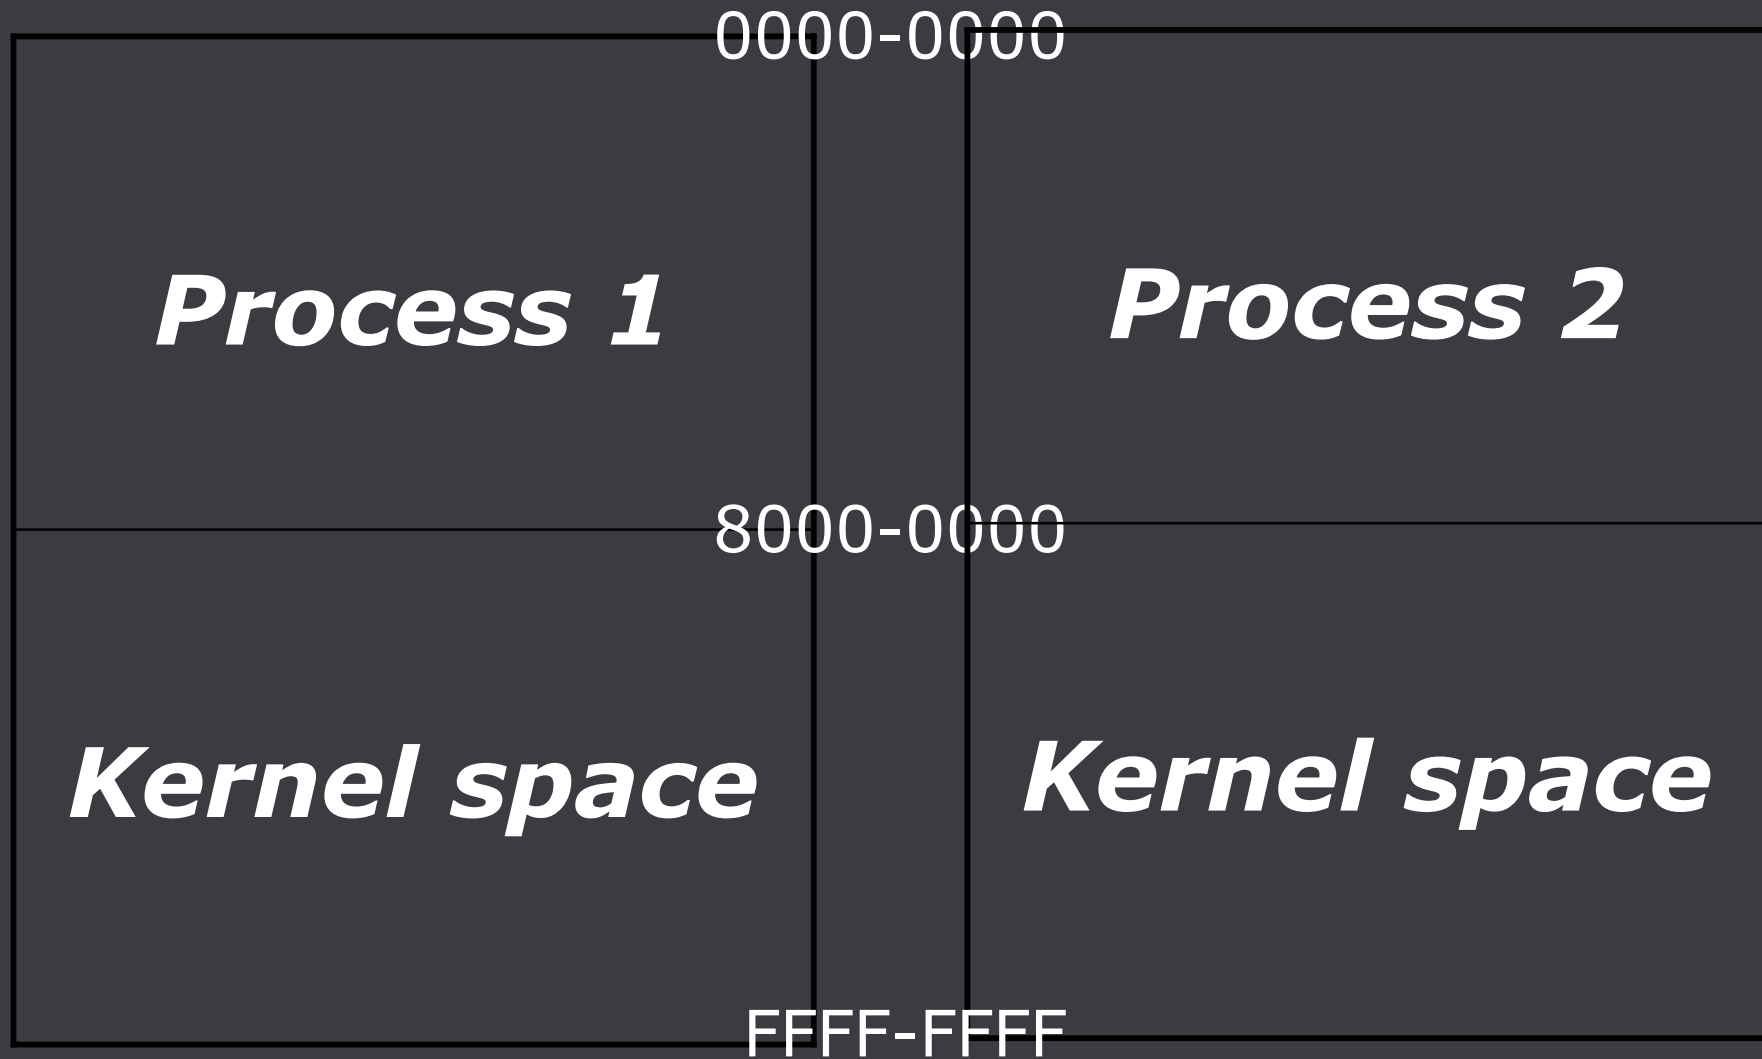 0000-0000
Process 1
Process 2
8000-0000
Kernel space
Kernel space
FFFF-FFFF